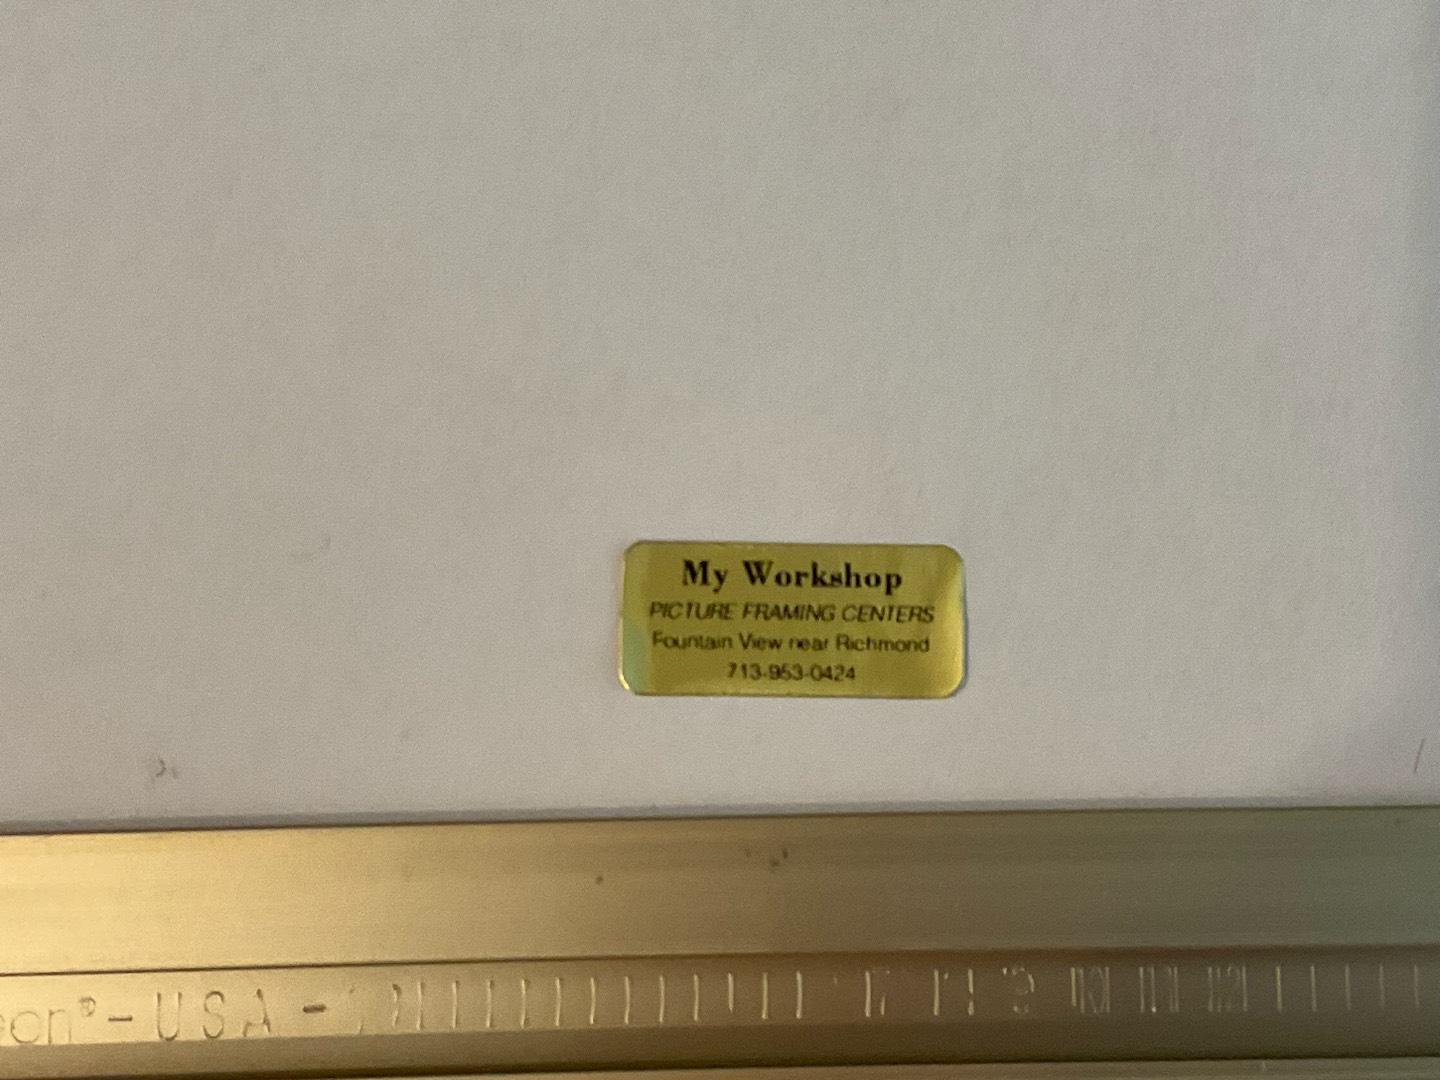 My Workshop
PICTURE FRAMING CENTERS
Fountain View near Richmond
713-953-0424
USA -